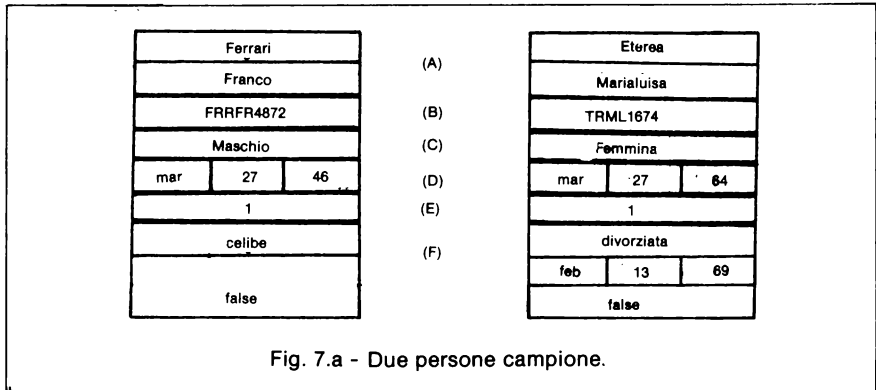 Ferrari
Franco
FRRFR4872
Maschio
mar 27 46
1
celibe
false
(A)
(B)
(C)
(D)
(E)
(F)
Eterea
Marialuisa
TRML1674
Femmina
mar 27 64
1
divorziata
feb 13 69
false
Fig. 7.a - Due persone campione.